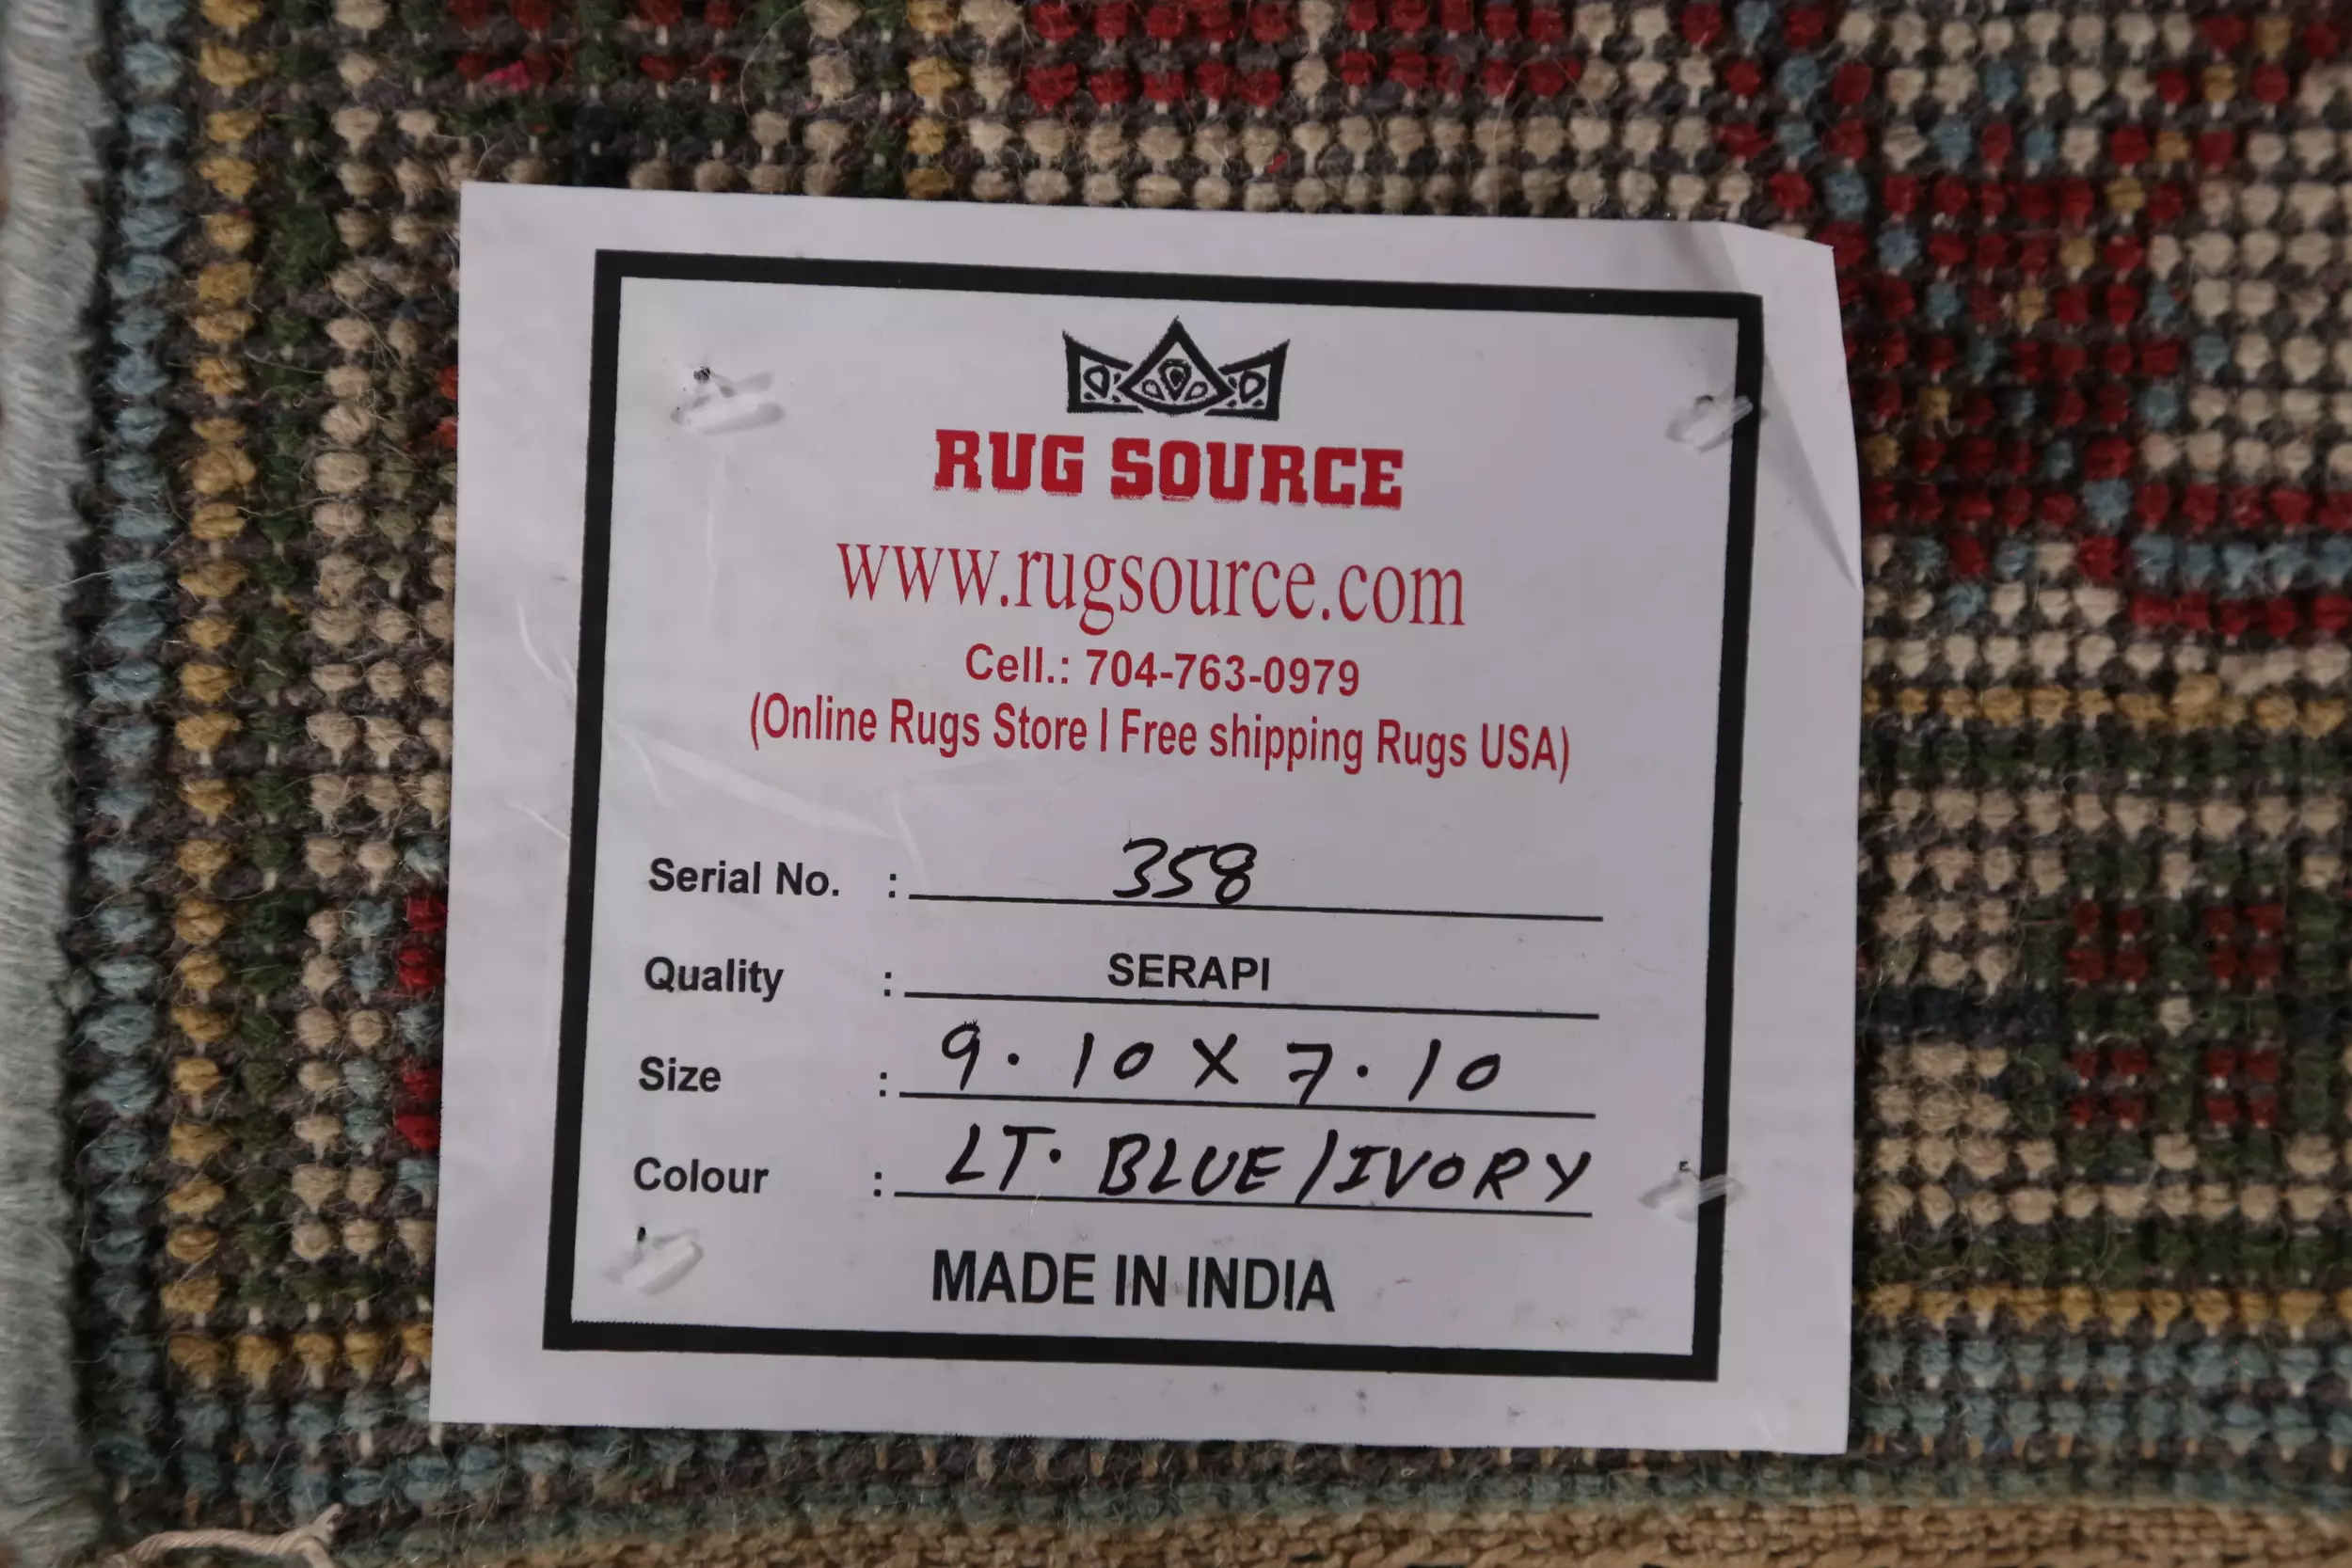 RUG SOURCE
www.rugsource.com
Cell.: 704-763-0979
(Online Rugs Store | Free shipping Rugs USA)
Serial No. : 358
Quality : SERAPI
Size : 9.10 X 7.10
Colour : LT. BLUE/IVORY
MADE IN INDIA